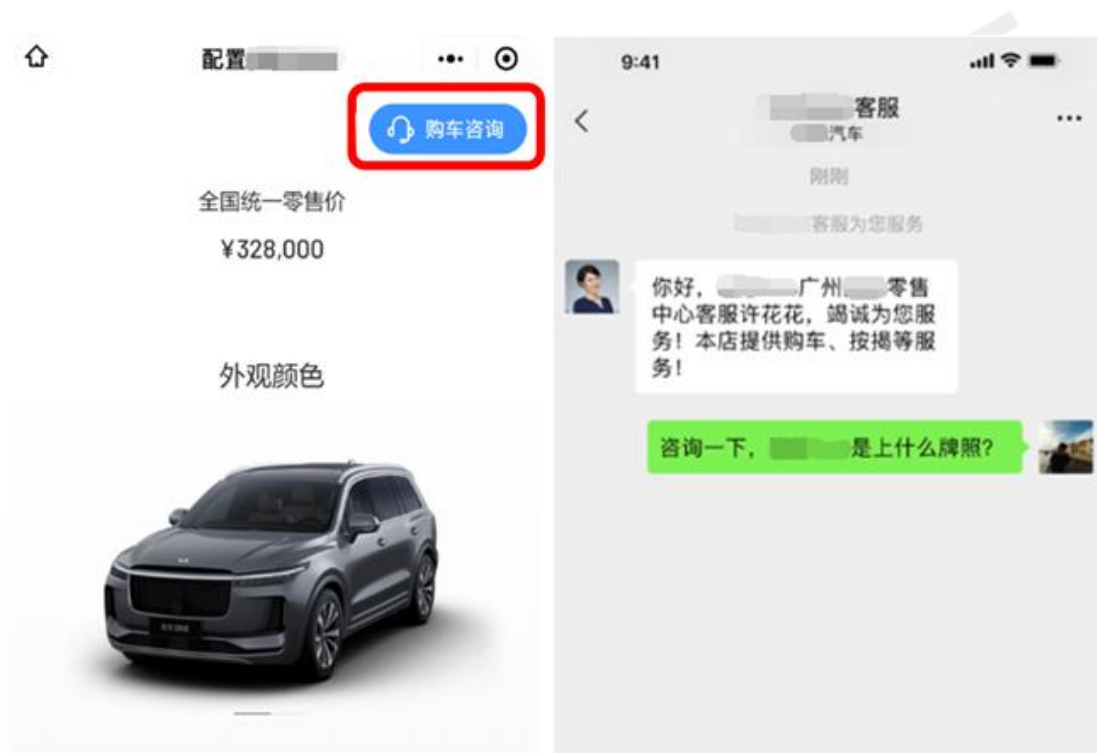 配置
购车咨询
全国统一零售价
¥328,000
外观颜色
9:41
客服
汽车
刚刚
客服为您服务
你好， 广州 零售
中心客服许花花，竭诚为您服
务！本店提供购车、按揭等服
务！
咨询一下， 是上什么牌照？